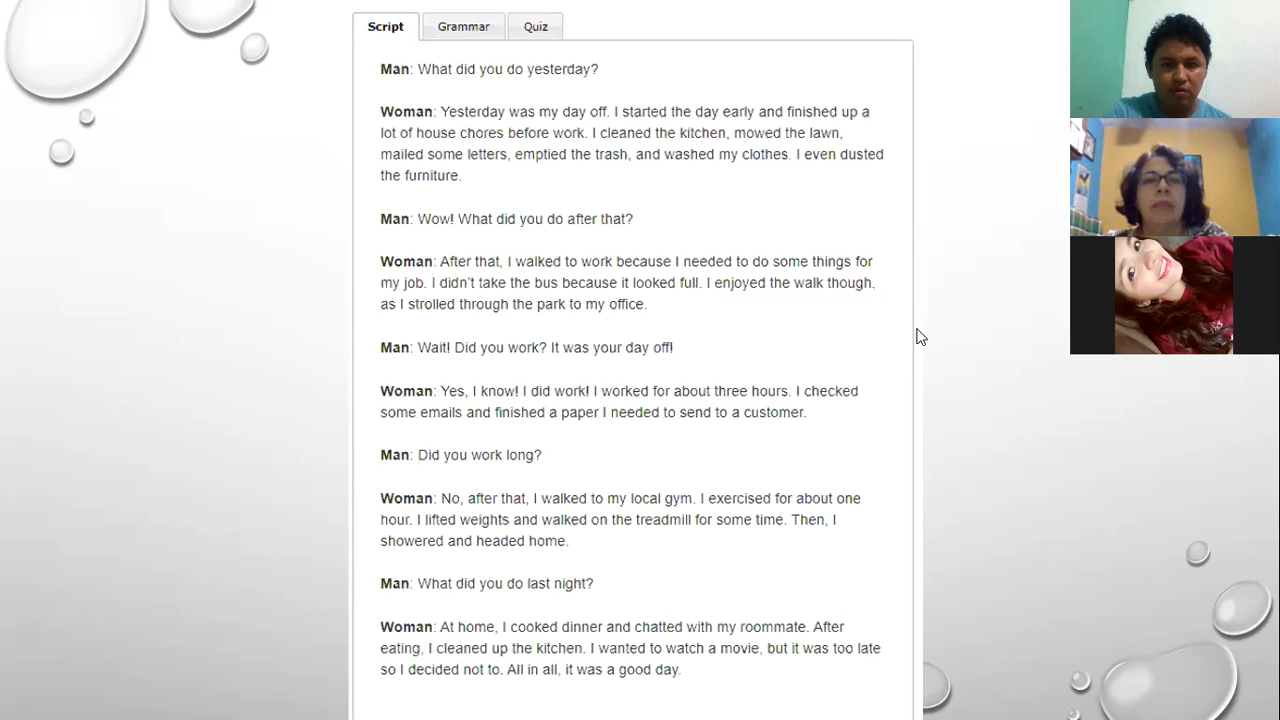 Script Grammar Quiz
Man: What did you do yesterday?
Woman: Yesterday was my day off. I started the day early and finished up a
lot of house chores before work. I cleaned the kitchen, mowed the lawn,
mailed some letters, emptied the trash, and washed my clothes. I even dusted
the furniture.
Man: Wow! What did you do after that?
Woman: After that, I walked to work because I needed to do some things for
my job. I didn't take the bus because it looked full. I enjoyed the walk though,
as I strolled through the park to my office.
Man: Wait! Did you work? It was your day off!
Woman: Yes, I know! I did work! I worked for about three hours. I checked
some emails and finished a paper I needed to send to a customer.
Man: Did you work long?
Woman: No, after that, I walked to my local gym. I exercised for about one
hour. I lifted weights and walked on the treadmill for some time. Then, I
showered and headed home.
Man: What did you do last night?
Woman: At home, I cooked dinner and chatted with my roommate. After
eating, I cleaned up the kitchen. I wanted to watch a movie, but it was too late
so I decided not to. All in all, it was a good day.